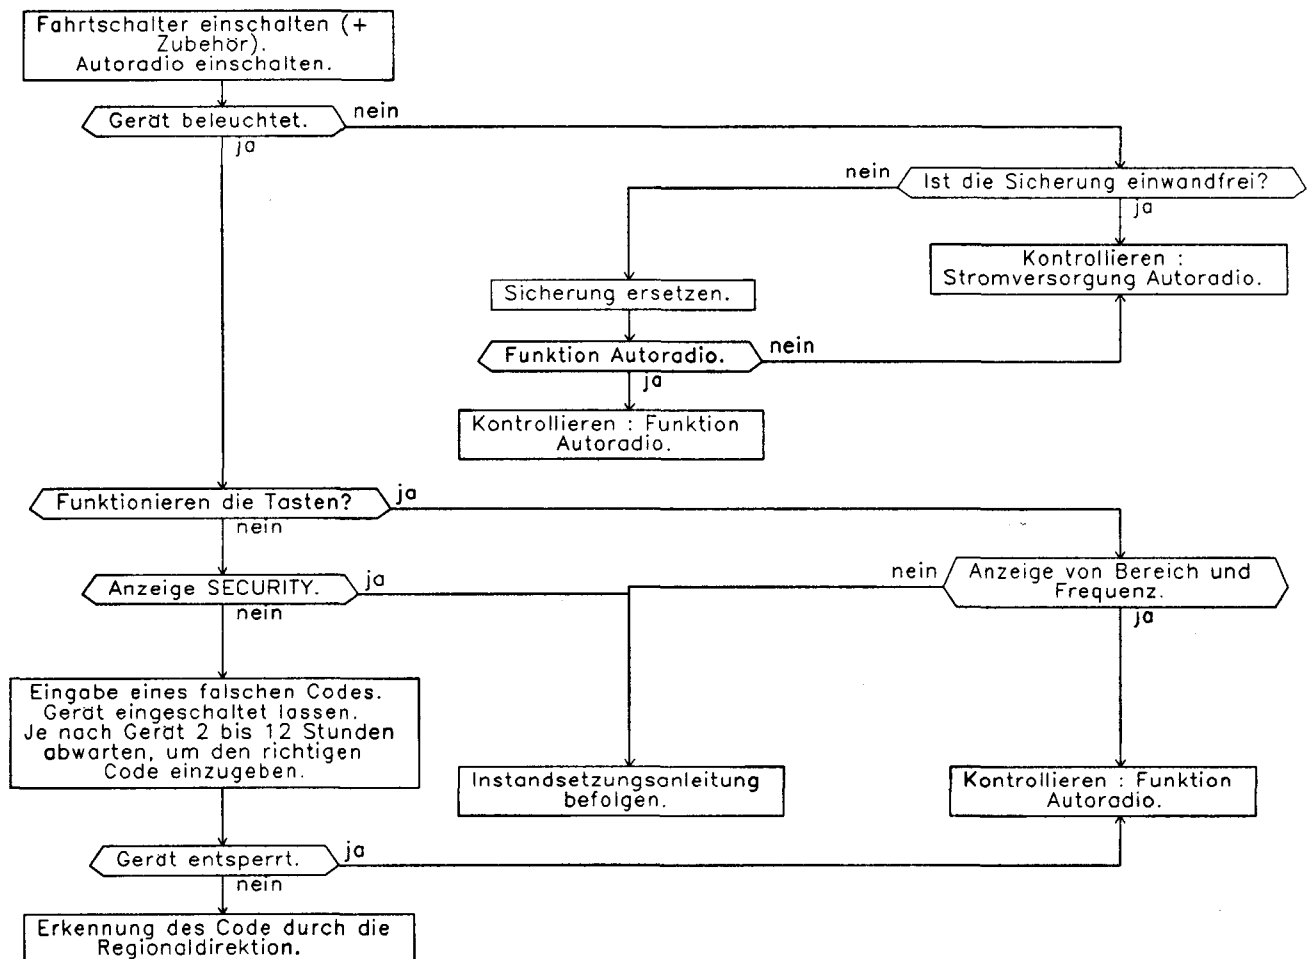 Fahrtschalter einschalten (+
Zubehör).
Autoradio einschalten.
Gerät beleuchtet.
nein
ja
nein
Ist die Sicherung einwandfrei?
ja
Kontrollieren :
Stromversorgung Autoradio.
Sicherung ersetzen.
Funktion Autoradio.
nein
ja
Kontrollieren : Funktion
Autoradio.
Funktionieren die Tasten?
ja
nein
Anzeige SECURITY.
ja
nein
nein
Anzeige von Bereich und
Frequenz.
ja
Eingabe eines falschen Codes.
Gerät eingeschaltet lassen.
Je nach Gerät 2 bis 12 Stunden
abwarten, um den richtigen
Code einzugeben.
Instandsetzungsanleitung
befolgen.
Kontrollieren : Funktion
Autoradio.
Gerät entsperrt.
ja
nein
Erkennung des Code durch die
Regionaldirektion.